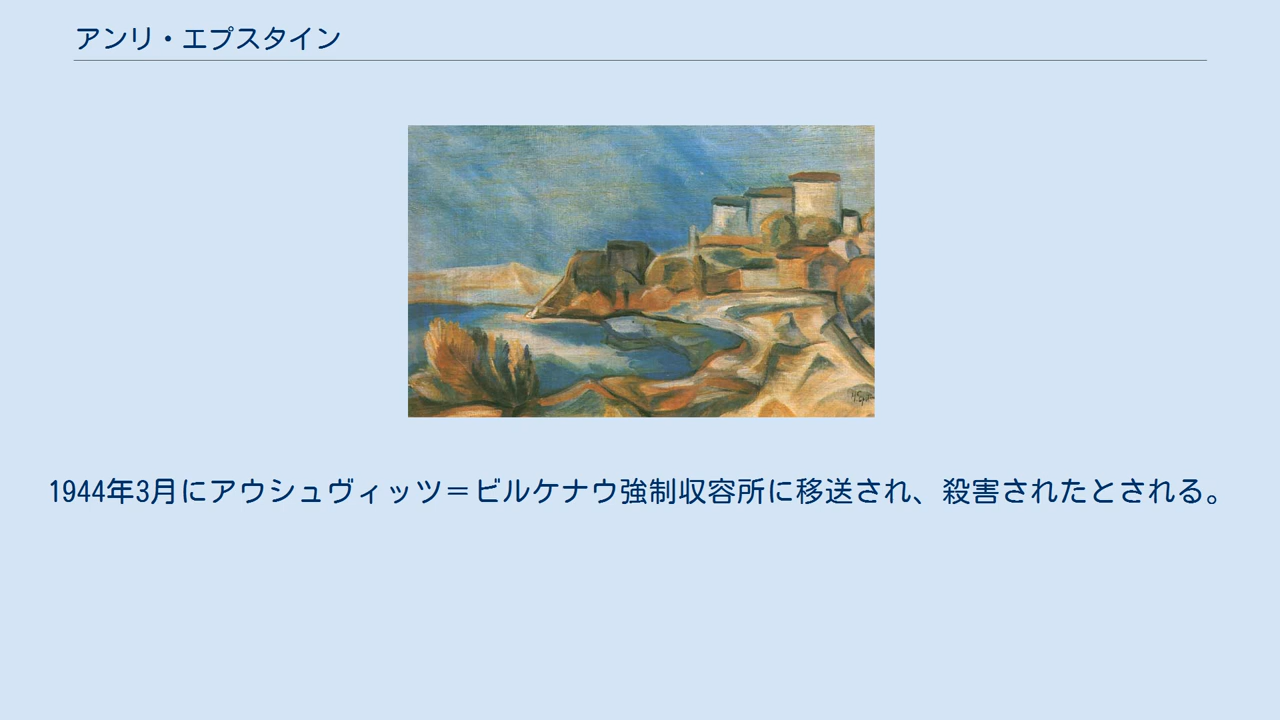 アンリ・エプスタイン
1944年3月にアウシュヴィッツ＝ビルケナウ強制収容所に移送され、殺害されたとされる。